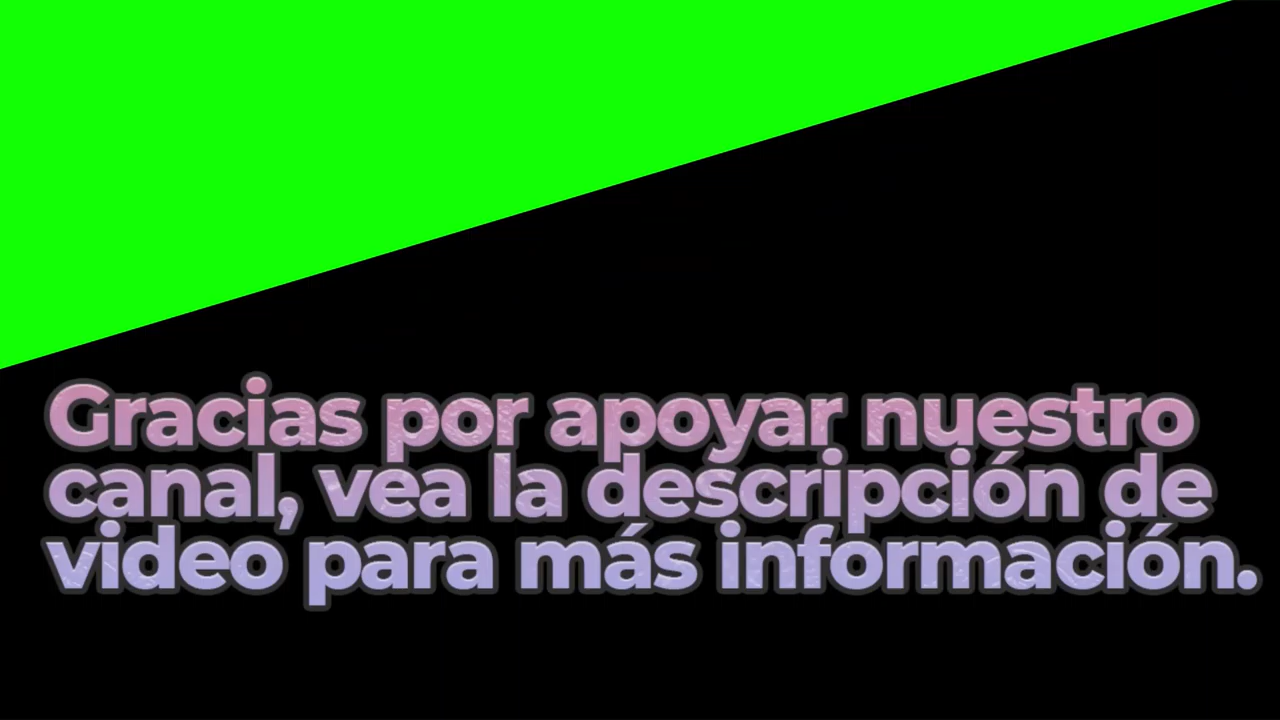 Gracias por apoyar nuestro
canal, vea la descripción de
video para más información.